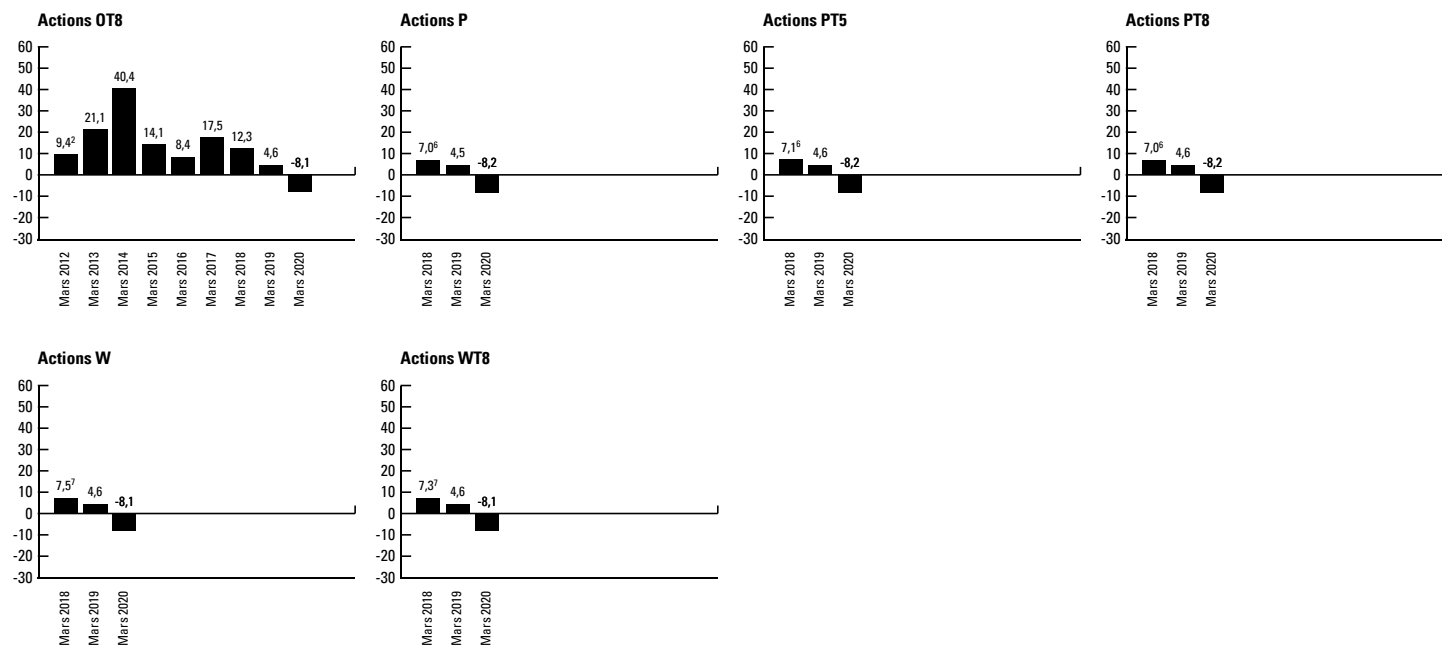 Actions OT8
60
50
40
30
20
10
0
-10
-20
-30
9,4²
21,1
40,4
14,1
8,4
17,5
12,3
4,6
-8,1
Mars 2012
Mars 2013
Mars 2014
Mars 2015
Mars 2016
Mars 2017
Mars 2018
Mars 2019
Mars 2020
Actions P
60
50
40
30
20
10
0
-10
-20
-30
7,0⁶
4,5
-8,2
Mars 2018
Mars 2019
Mars 2020
Actions PT5
60
50
40
30
20
10
0
-10
-20
-30
7,1⁶
4,6
-8,2
Mars 2018
Mars 2019
Mars 2020
Actions PT8
60
50
40
30
20
10
0
-10
-20
-30
7,0⁶
4,6
-8,2
Mars 2018
Mars 2019
Mars 2020
Actions W
60
50
40
30
20
10
0
-10
-20
-30
7,5⁷
4,6
-8,1
Mars 2018
Mars 2019
Mars 2020
Actions WT8
60
50
40
30
20
10
0
-10
-20
-30
7,3⁷
4,6
-8,1
Mars 2018
Mars 2019
Mars 2020